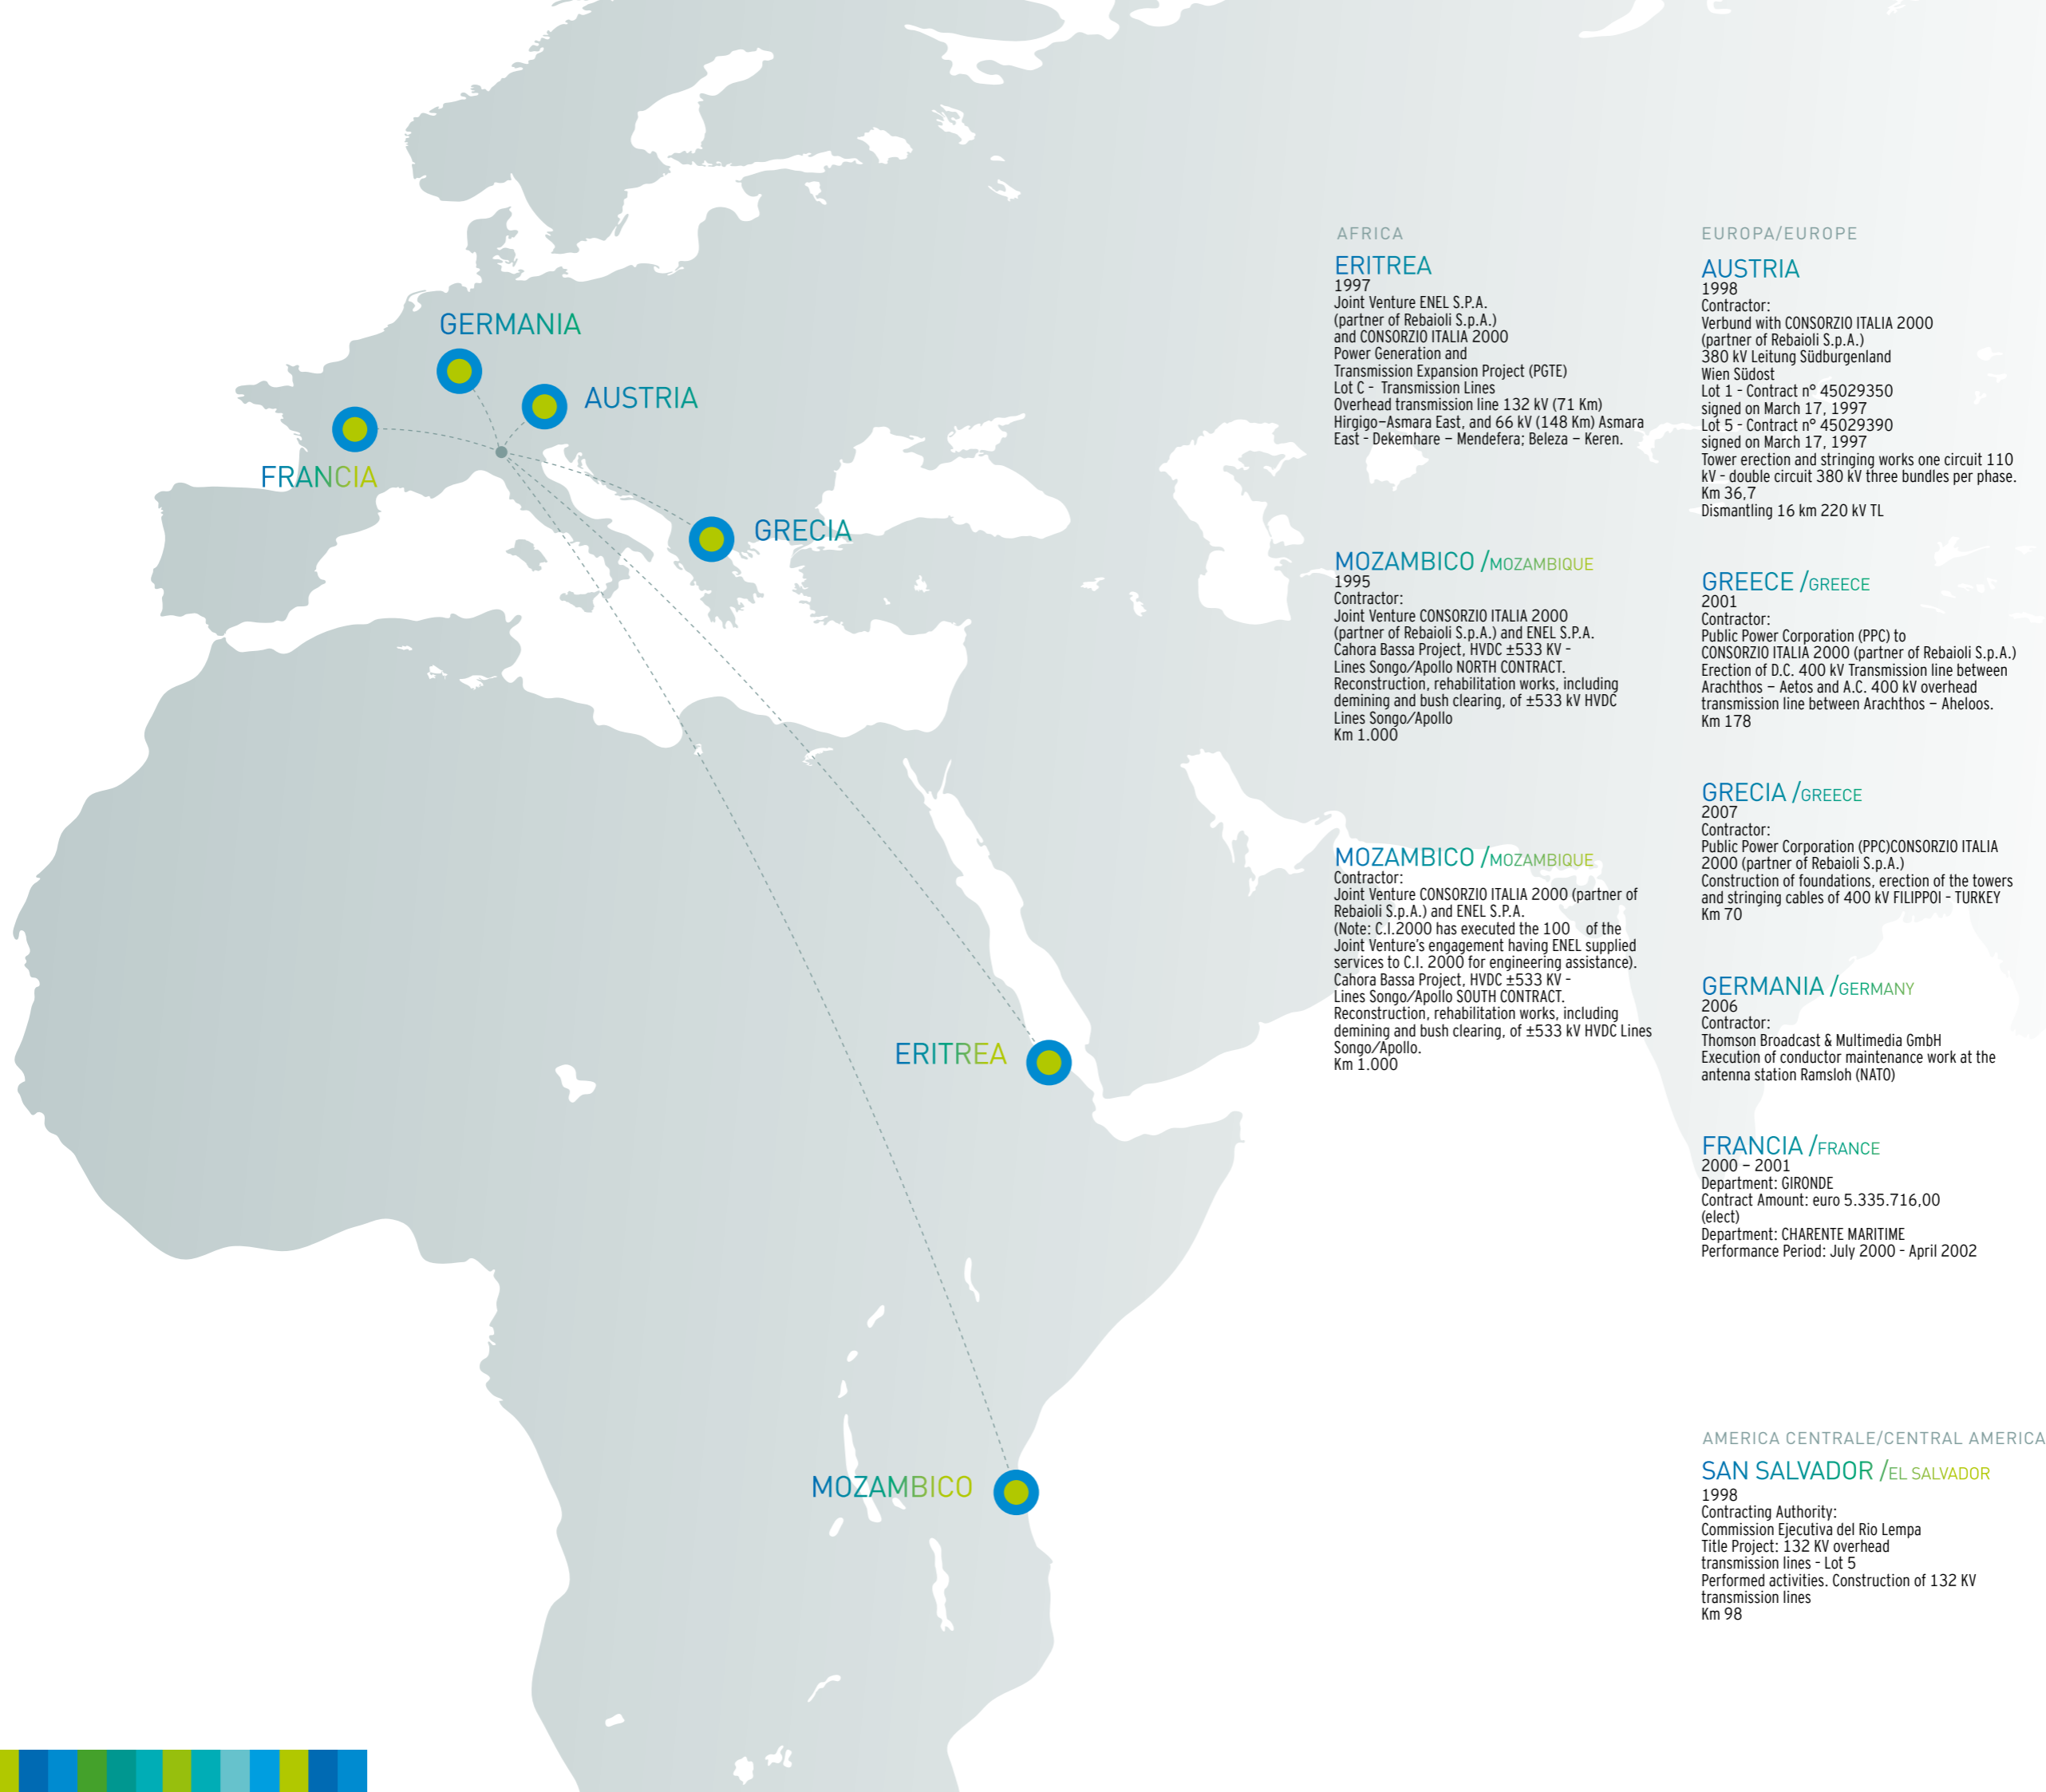 GERMANIA
AUSTRIA
FRANCIA
GRECIA
ERITREA
MOZAMBICO
AFRICA
ERITREA
1997
Joint Venture ENEL S.P.A.
(partner of Rebaioli S.p.A.)
and CONSORZIO ITALIA 2000
Power Generation and
Transmission Expansion Project (PGTE)
Lot C - Transmission Lines
Overhead transmission line 132 kV (71 Km)
Hirgigo–Asmara East, and 66 kV (148 Km) Asmara
East - Dekemhare – Mendefera; Beleza – Keren.
MOZAMBICO /MOZAMBIQUE
1995
Contractor:
Joint Venture CONSORZIO ITALIA 2000
(partner of Rebaioli S.p.A.) and ENEL S.P.A.
Cahora Bassa Project, HVDC ±533 KV -
Lines Songo/Apollo NORTH CONTRACT.
Reconstruction, rehabilitation works, including
demining and bush clearing, of ±533 kV HVDC
Lines Songo/Apollo
Km 1.000
MOZAMBICO /MOZAMBIQUE
Contractor:
Joint Venture CONSORZIO ITALIA 2000 (partner of
Rebaioli S.p.A.) and ENEL S.P.A.
(Note: C.I.2000 has executed the 100 of the
Joint Venture's engagement having ENEL supplied
services to C.I. 2000 for engineering assistance).
Cahora Bassa Project, HVDC ±533 KV -
Lines Songo/Apollo SOUTH CONTRACT.
Reconstruction, rehabilitation works, including
demining and bush clearing, of ±533 kV HVDC Lines
Songo/Apollo.
Km 1.000
EUROPA/EUROPE
AUSTRIA
1998
Contractor:
Verbund with CONSORZIO ITALIA 2000
(partner of Rebaioli S.p.A.)
380 kV Leitung Südburgenland
Wien Südost
Lot 1 - Contract n° 45029350
signed on March 17, 1997
Lot 5 - Contract n° 45029390
signed on March 17, 1997
Tower erection and stringing works one circuit 110
kV - double circuit 380 kV three bundles per phase.
Km 36,7
Dismantling 16 km 220 kV TL
GREECE /GREECE
2001
Contractor:
Public Power Corporation (PPC) to
CONSORZIO ITALIA 2000 (partner of Rebaioli S.p.A.)
Erection of D.C. 400 kV Transmission line between
Arachthos – Aetos and A.C. 400 kV overhead
transmission line between Arachthos – Aheloos.
Km 178
GRECIA /GREECE
2007
Contractor:
Public Power Corporation (PPC)CONSORZIO ITALIA
2000 (partner of Rebaioli S.p.A.)
Construction of foundations, erection of the towers
and stringing cables of 400 kV FILIPPOI - TURKEY
Km 70
GERMANIA /GERMANY
2006
Contractor:
Thomson Broadcast & Multimedia GmbH
Execution of conductor maintenance work at the
antenna station Ramsloh (NATO)
FRANCIA /FRANCE
2000 – 2001
Department: GIRONDE
Contract Amount: euro 5.335.716,00
(elect)
Department: CHARENTE MARITIME
Performance Period: July 2000 - April 2002
AMERICA CENTRALE/CENTRAL AMERICA
SAN SALVADOR /EL SALVADOR
1998
Contracting Authority:
Commission Ejecutiva del Rio Lempa
Title Project: 132 KV overhead
transmission lines - Lot 5
Performed activities. Construction of 132 KV
transmission lines
Km 98